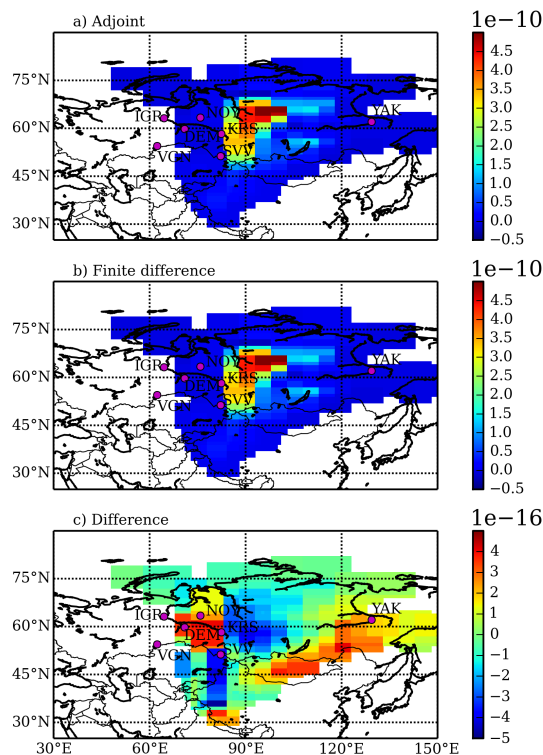 a) Adjoint
1e−10
75°N
60°N
45°N
30°N
IGR
NOY
DEM
KRS
VGN
SVV
YAK
4.5
4.0
3.5
3.0
2.5
2.0
1.5
1.0
0.5
0.0
−0.5
b) Finite difference
1e−10
75°N
60°N
45°N
30°N
IGR
NOY
DEM
KRS
VGN
SVV
YAK
4.5
4.0
3.5
3.0
2.5
2.0
1.5
1.0
0.5
0.0
−0.5
c) Difference
1e−16
75°N
60°N
45°N
30°N
IGR
NOY
DEM
KRS
VGN
SVV
YAK
4
3
2
1
0
−1
−2
−3
−4
−5
30°E
60°E
90°E
120°E
150°E